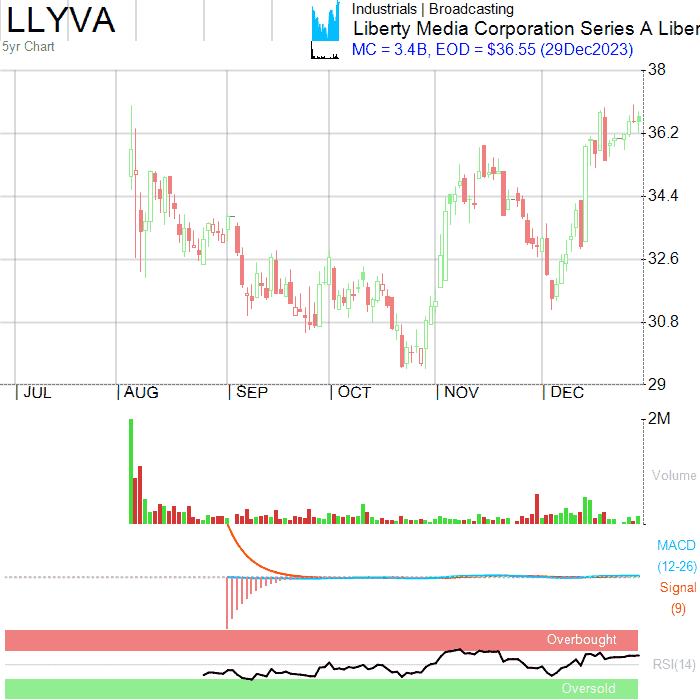 LLYVA
5yr Chart
Industrials | Broadcasting
Liberty Media Corporation Series A Liber
MC = 3.4B, EOD = $36.55 (29Dec2023)
38
36.2
34.4
32.6
30.8
29
| JUL | AUG | SEP | OCT | NOV | DEC
2M
Volume
MACD
(12-26)
Signal
(9)
Overbought
RSI(14)
Oversold